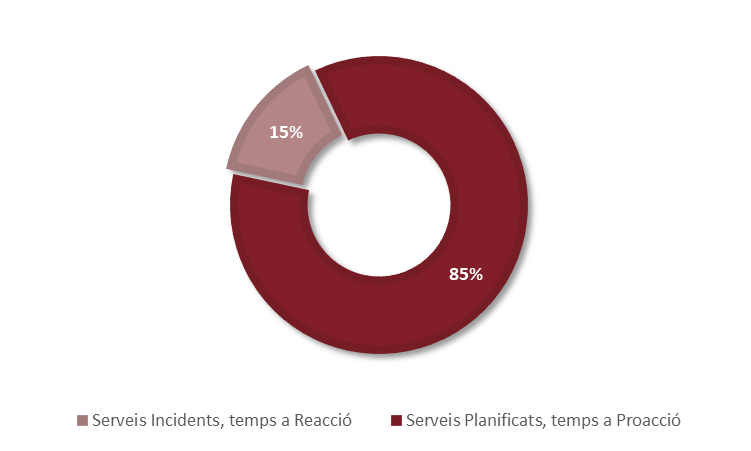 15%
85%
Serveis Incidents, temps a Reacció
Serveis Planificats, temps a Proacció